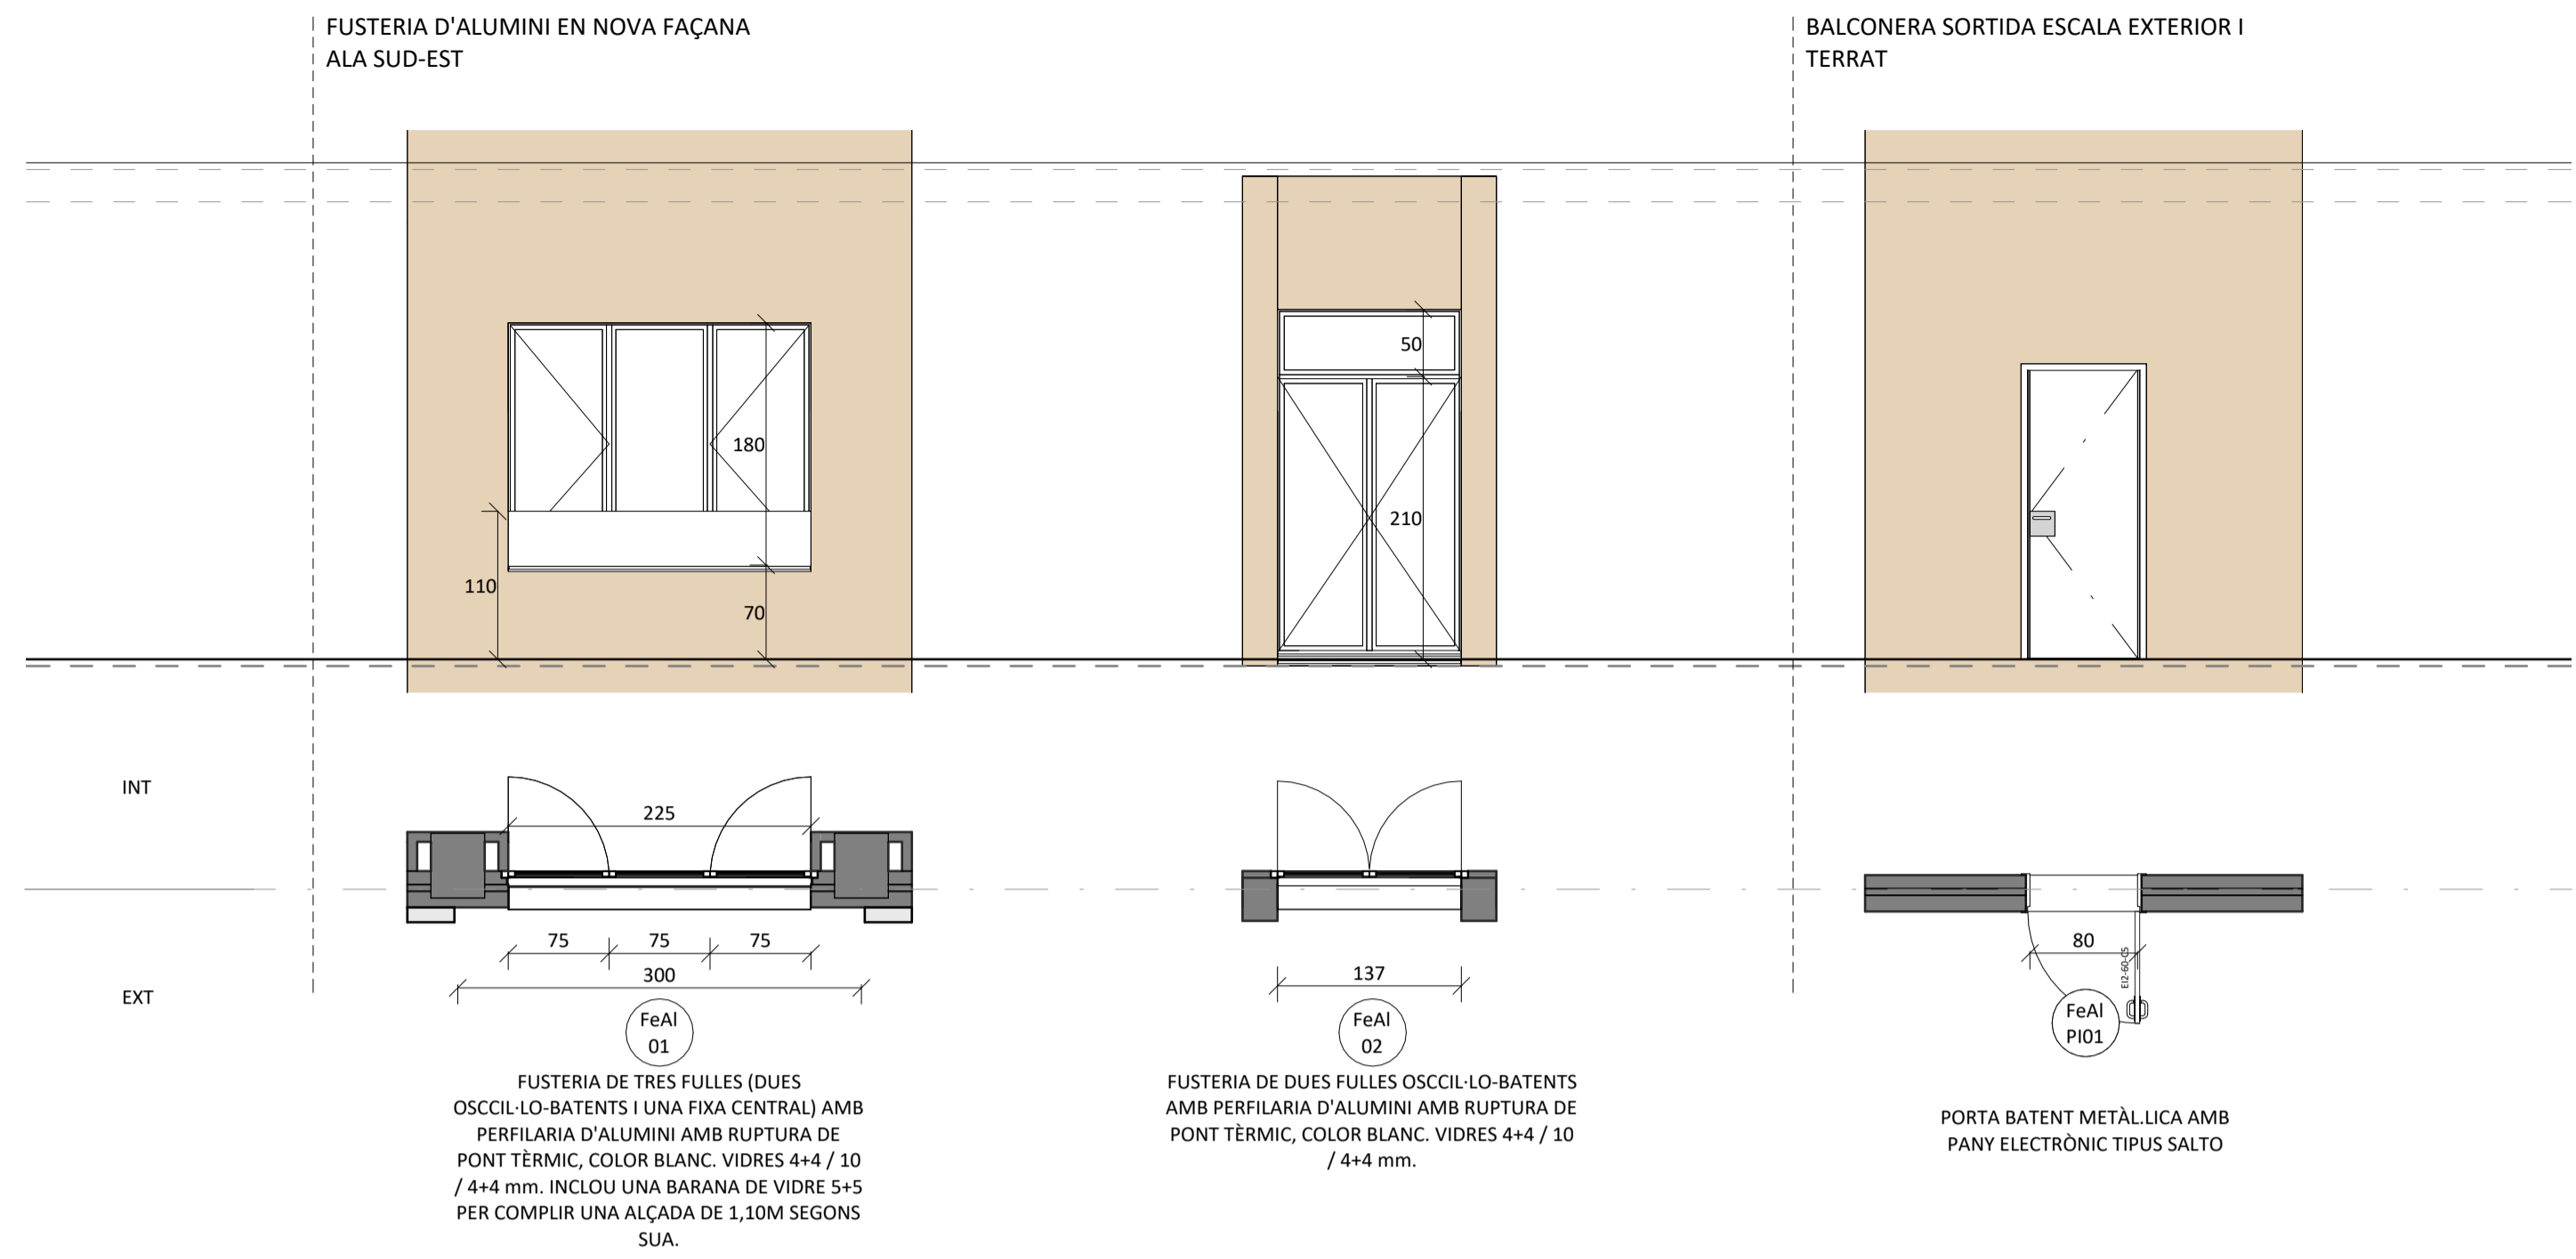 FUSTERIA D'ALUMINI EN NOVA FAÇANA
ALA SUD-EST
BALCONERA SORTIDA ESCALA EXTERIOR I
TERRAT
180
110
70
50
210
INT
EXT
225
75
75
75
300
FeAl
01
FUSTERIA DE TRES FULLES (DUES
OSCCIL·LO-BATENTS I UNA FIXA CENTRAL) AMB
PERFILARIA D'ALUMINI AMB RUPTURA DE
PONT TÈRMIC, COLOR BLANC. VIDRES 4+4 / 10
/ 4+4 mm. INCLOU UNA BARANA DE VIDRE 5+5
PER COMPLIR UNA ALÇADA DE 1,10M SEGONS
SUA.
137
FeAl
02
FUSTERIA DE DUES FULLES OSCCIL·LO-BATENTS
AMB PERFILARIA D'ALUMINI AMB RUPTURA DE
PONT TÈRMIC, COLOR BLANC. VIDRES 4+4 / 10
/ 4+4 mm.
80
EI2-60-C5
FeAl
PI01
PORTA BATENT METÀL.LICA AMB
PANY ELECTRÒNIC TIPUS SALTO